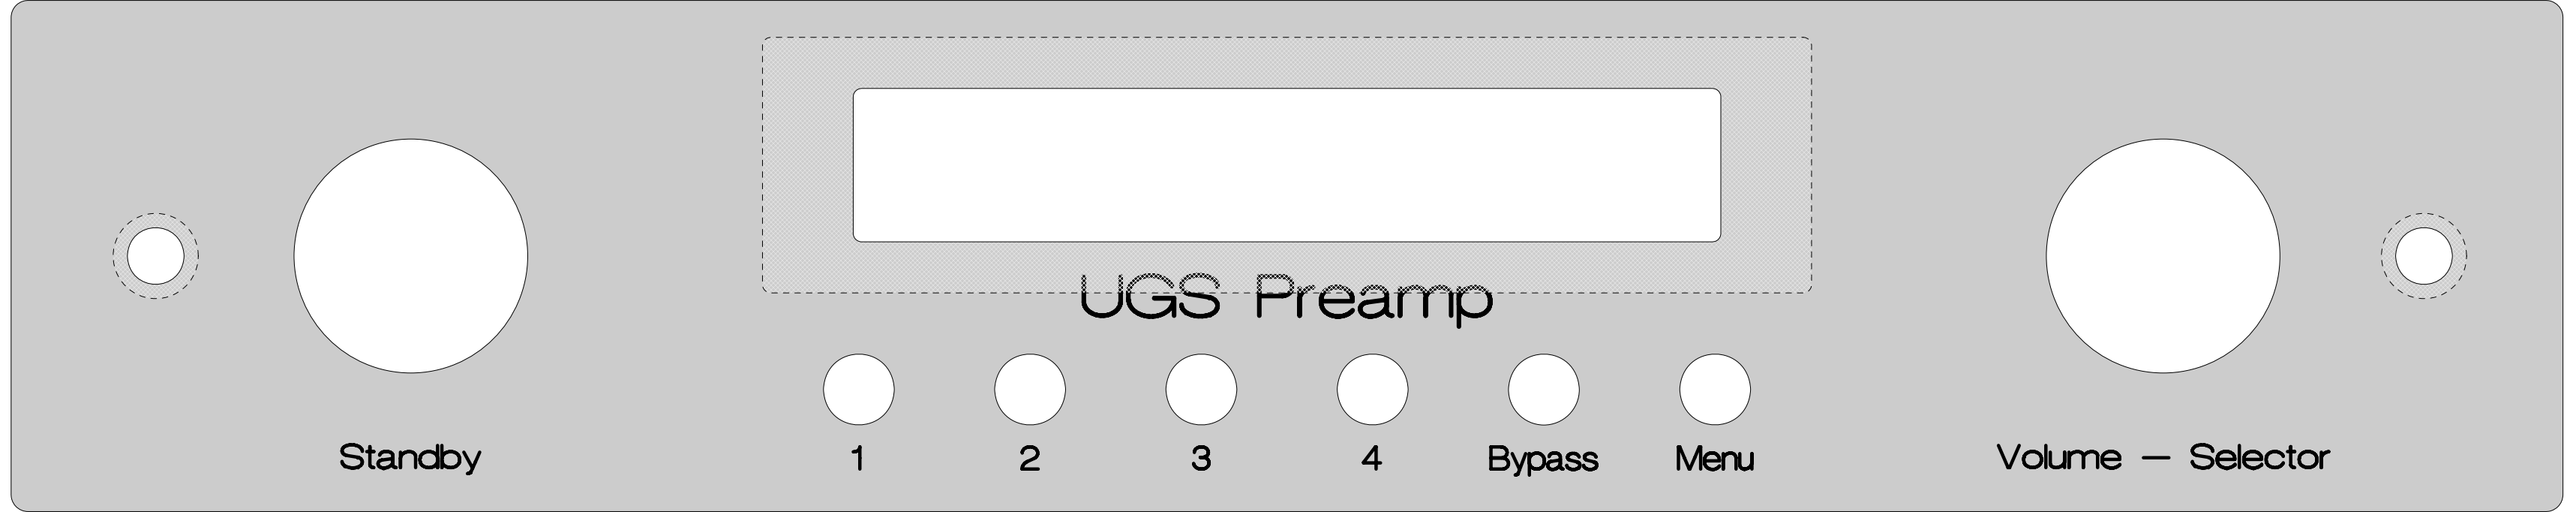 UGS Preamp
Standby
1
2
3
4
Bypass
Menu
Volume – Selector